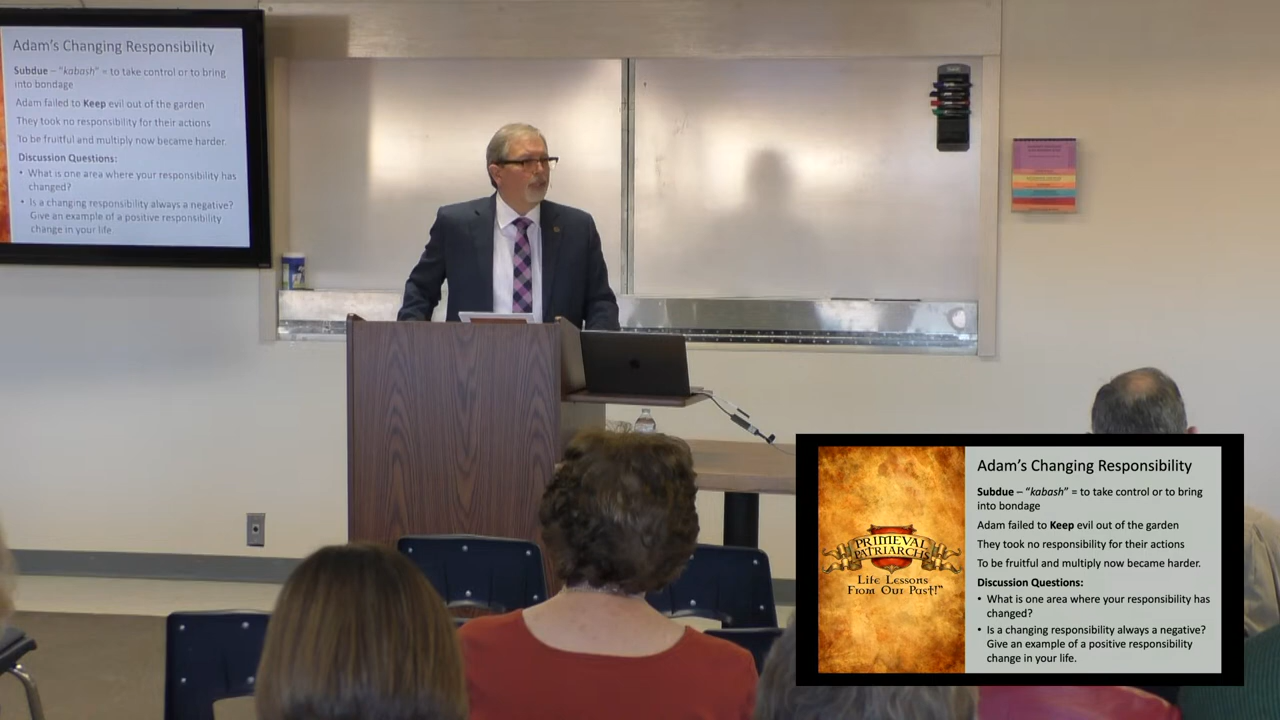 Adam's Changing Responsibility
Subdue – "kabash" = to take control or to bring
into bondage
Adam failed to Keep evil out of the garden
They took no responsibility for their actions
To be fruitful and multiply now became harder.
Discussion Questions:
• What is one area where your responsibility has
changed?
• Is a changing responsibility always a negative?
Give an example of a positive responsibility
change in your life.
PRIMEVAL
PATRIARCHS
Life Lessons
From Our Past!"
Adam's Changing Responsibility
Subdue – "kabash" = to take control or to bring
into bondage
Adam failed to Keep evil out of the garden
They took no responsibility for their actions
To be fruitful and multiply now became harder.
Discussion Questions:
• What is one area where your responsibility has
changed?
• Is a changing responsibility always a negative?
Give an example of a positive responsibility
change in your life.